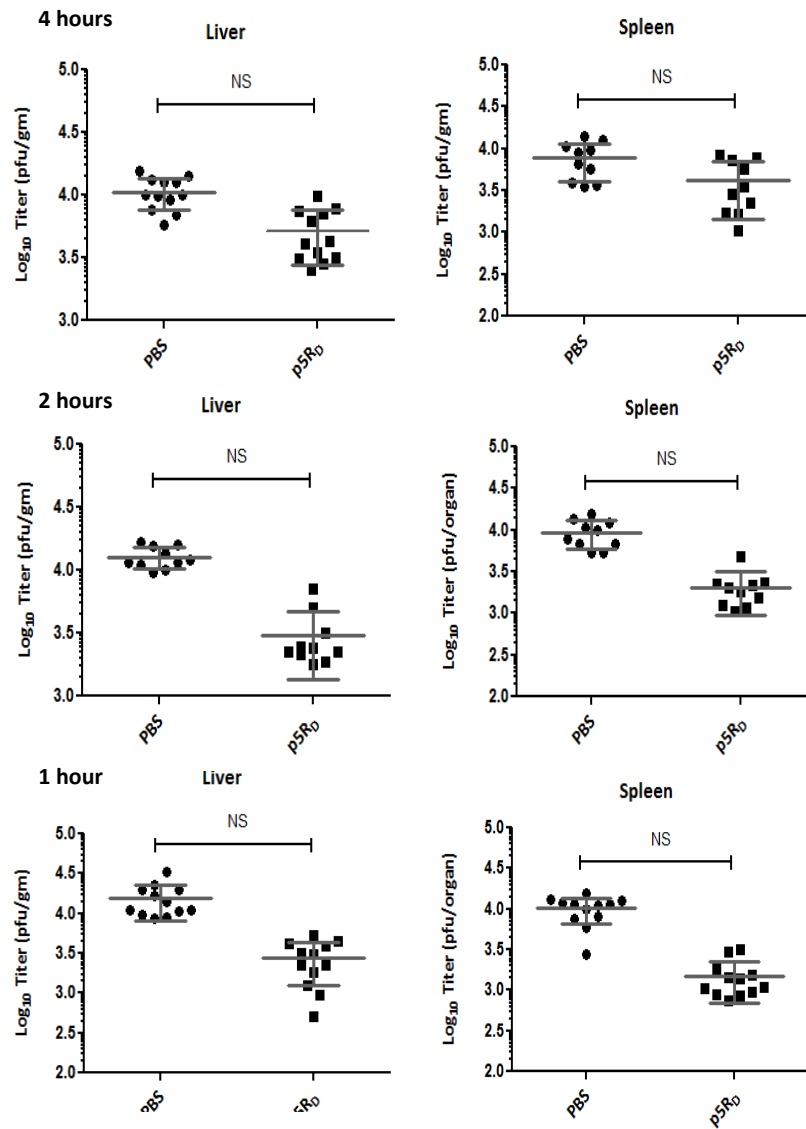 4 hours
Liver
Spleen
NS
NS
Log10 Titer (pfu/gm)
5.0
4.5
4.0
3.5
3.0
PBS
p5RD
Log10 Titer (pfu/gm)
5.0
4.5
4.0
3.5
3.0
2.5
2.0
PBS
p5RD
2 hours
Liver
Spleen
NS
NS
Log10 Titer (pfu/gm)
5.0
4.5
4.0
3.5
3.0
PBS
p5RD
Log10 Titer (pfu/organ)
5.0
4.5
4.0
3.5
3.0
2.5
2.0
PBS
p5RD
1 hour
Liver
Spleen
NS
NS
Log10 Titer (pfu/gm)
5.0
4.5
4.0
3.5
3.0
2.5
2.0
PBS
5RD
Log10 Titer (pfu/organ)
5.0
4.5
4.0
3.5
3.0
2.5
2.0
PBS
p5RD